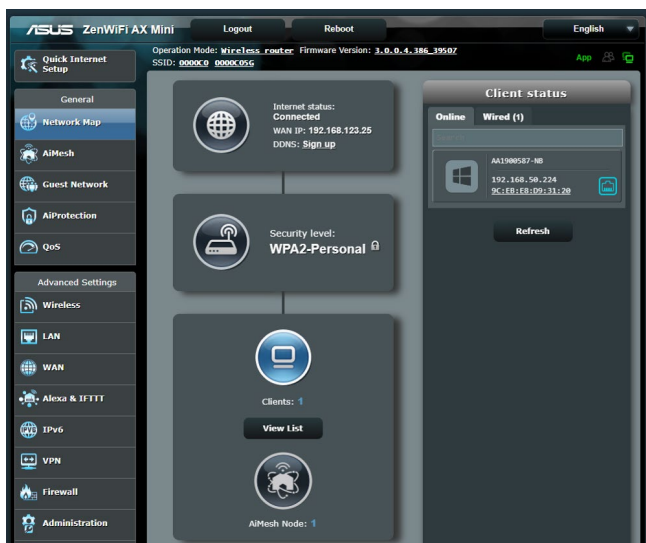 ASUS ZenWiFi AX Mini
Logout
Reboot
English
Quick Internet
Setup
Operation Mode: Wireless router Firmware Version: 3.0.0.4.386_39507
SSID: 0000C0 0000C05G
App
General
Network Map
AiMesh
Guest Network
AiProtection
QoS
Advanced Settings
Wireless
LAN
WAN
Alexa & IFTTT
IPv6
VPN
Firewall
Administration
Internet status:
Connected
WAN IP: 192.168.123.25
DDNS: Sign up
Security level:
WPA2-Personal
Clients: 1
View List
AiMesh Node: 1
Client status
Online
Wired (1)
AA1900587-NB
192.168.50.224
9C:EB:E8:D9:31:20
Refresh